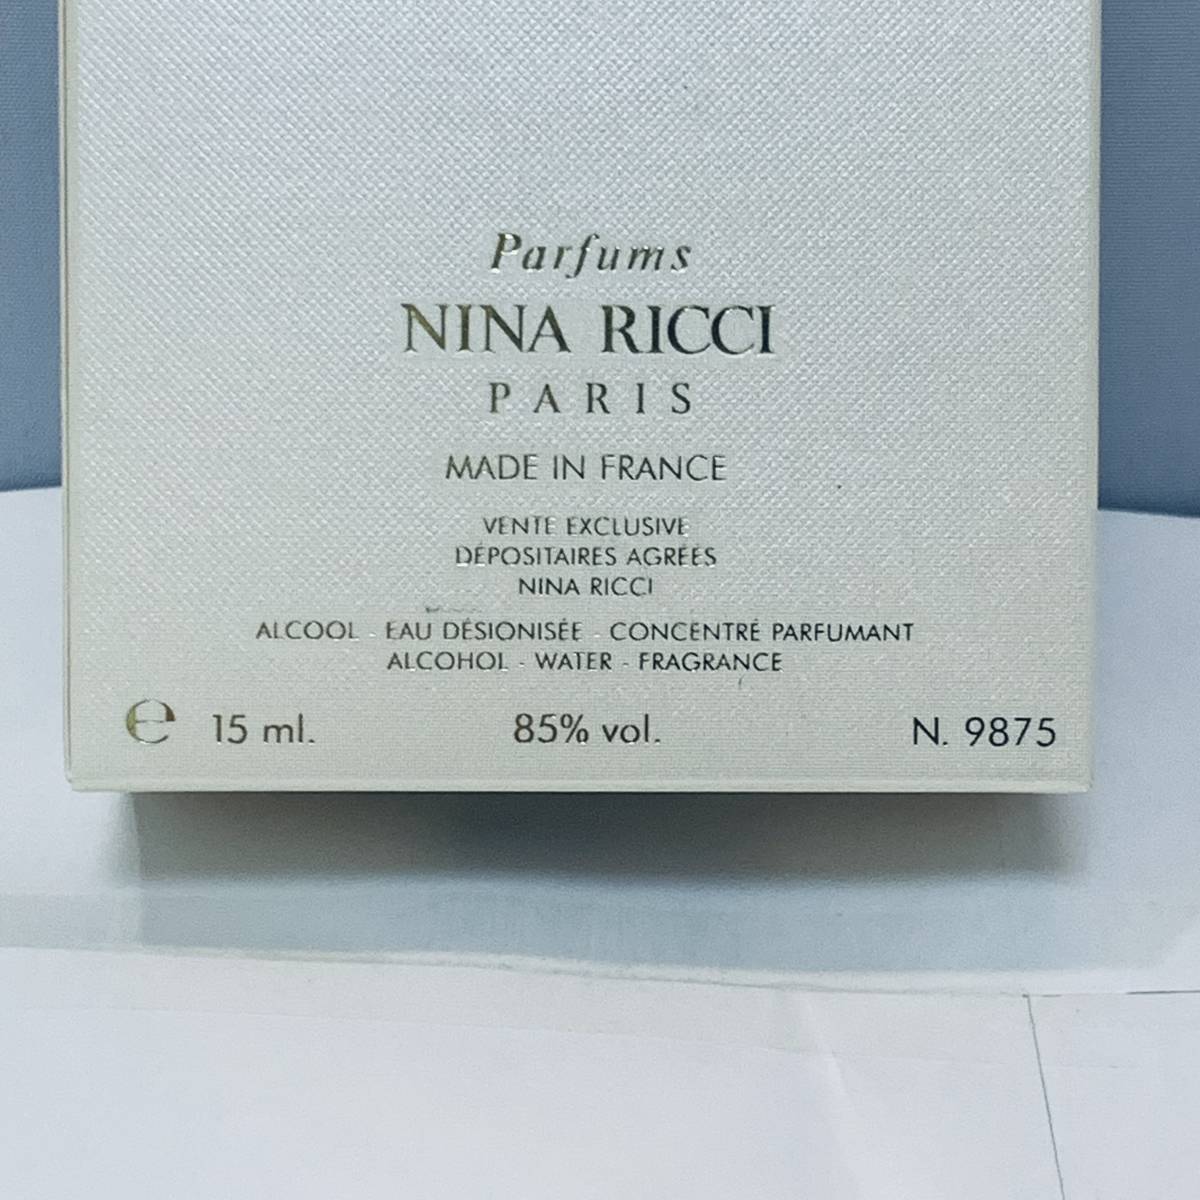 Parfums
NINA RICCI
PARIS
MADE IN FRANCE
VENTE EXCLUSIVE
DÉPOSITAIRES AGRÉÉS
NINA RICCI
ALCOOL - EAU DÉSIONISÉE - CONCENTRÉ PARFUMANT
ALCOHOL - WATER - FRAGRANCE
℮ 15 ml. 85% vol. N. 9875